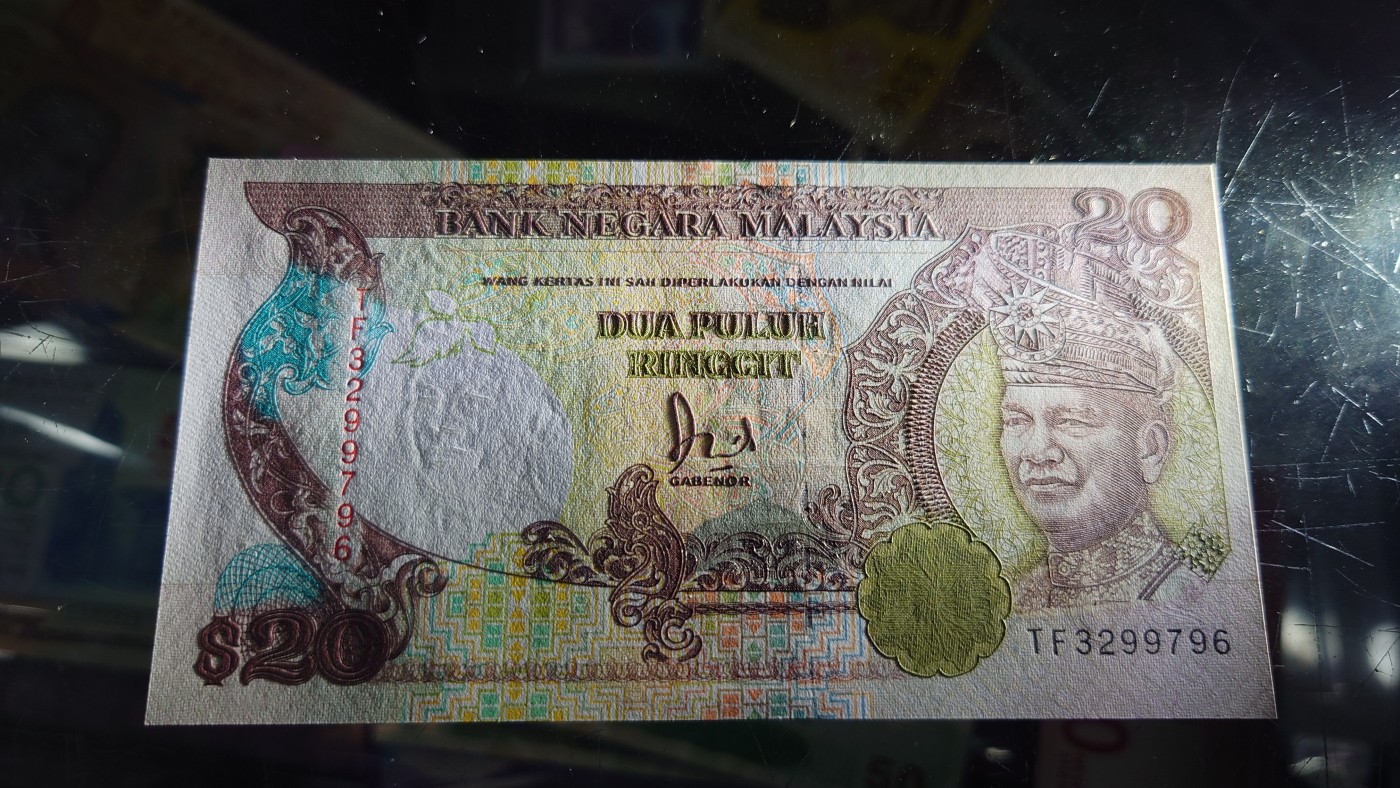 BANK NEGARA MALAYSIA
20
WANG KERTAS INI SAH DIPERLAKUKAN DENGAN NILAI
DUA PULUH
RINGGIT
TF3299796
GABENOR
$20
TF3299796